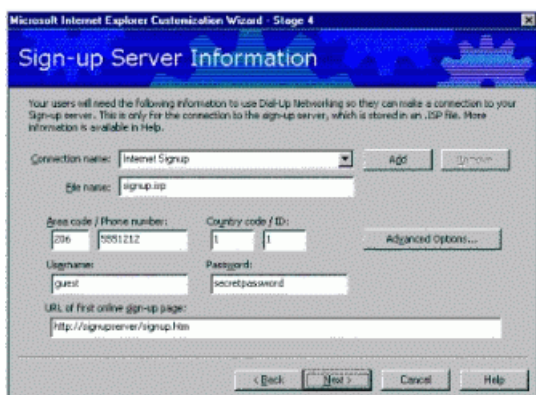 Microsoft Internet Explorer Customization Wizard - Stage 4
Sign-up Server Information
Your users will need the following information to use Dial-Up Networking so they can make a connection to your
Sign-up server. This is only for the connection to the sign-up server, which is stored in an .ISP file. More
information is available in Help.
Connection name: Internet Signup Add Remove
File name: signup.isp
Area code / Phone number: Country code / ID:
206 5551212 1 1 Advanced Options...
Username: Password:
guest secretpassword
URL of first online sign-up page:
http://signupserver/signup.htm
< Back Next > Cancel Help